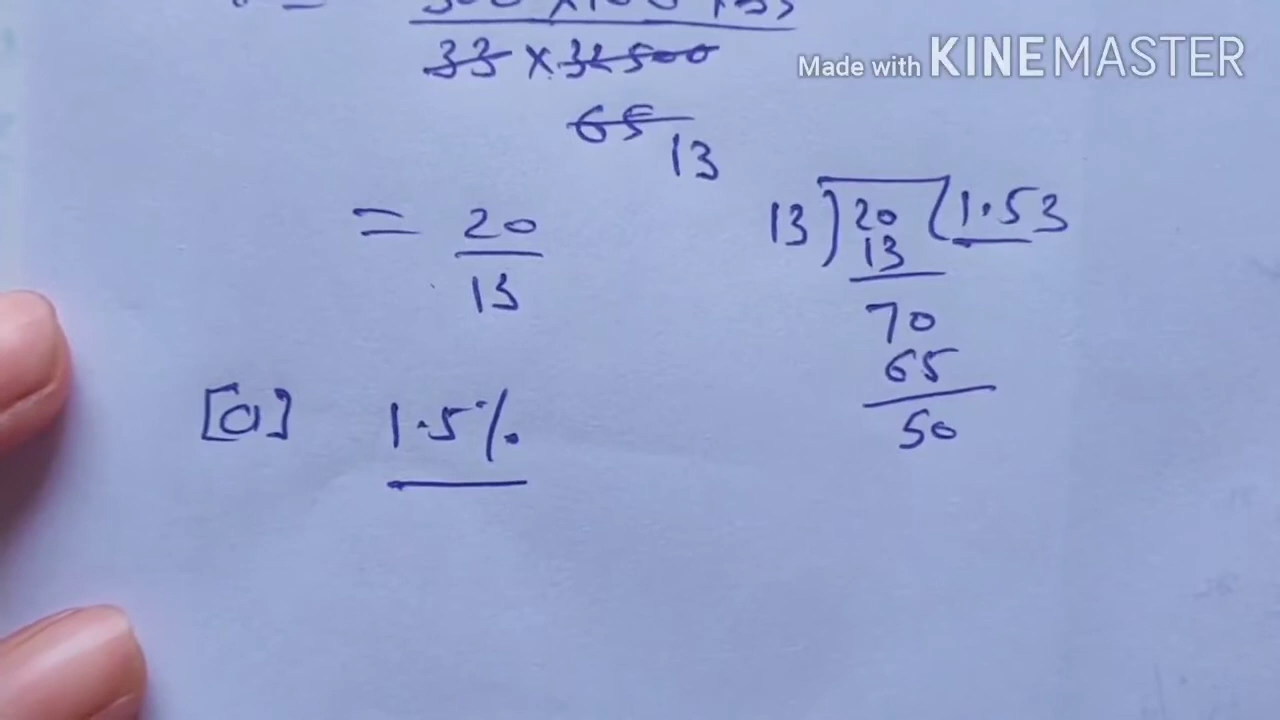 33 × 32500
Made with KINEMASTER
65
13
= 20/13
13)20(1.53
13
70
65
50
[a] 1.5%